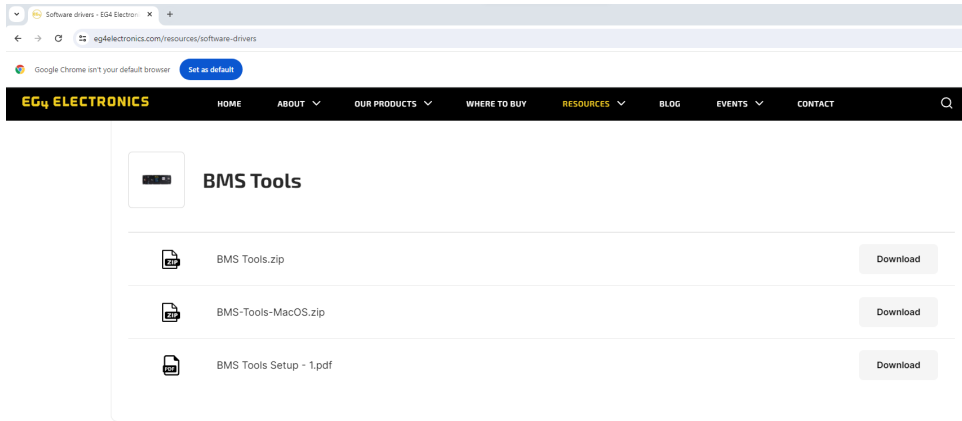 Software drivers - EG4 Electron
eg4electronics.com/resources/software-drivers
Google Chrome isn't your default browser Set as default
EG4 ELECTRONICS HOME ABOUT OUR PRODUCTS WHERE TO BUY RESOURCES BLOG EVENTS CONTACT
BMS Tools
ZIP BMS Tools.zip Download
ZIP BMS-Tools-MacOS.zip Download
PDF BMS Tools Setup - 1.pdf Download